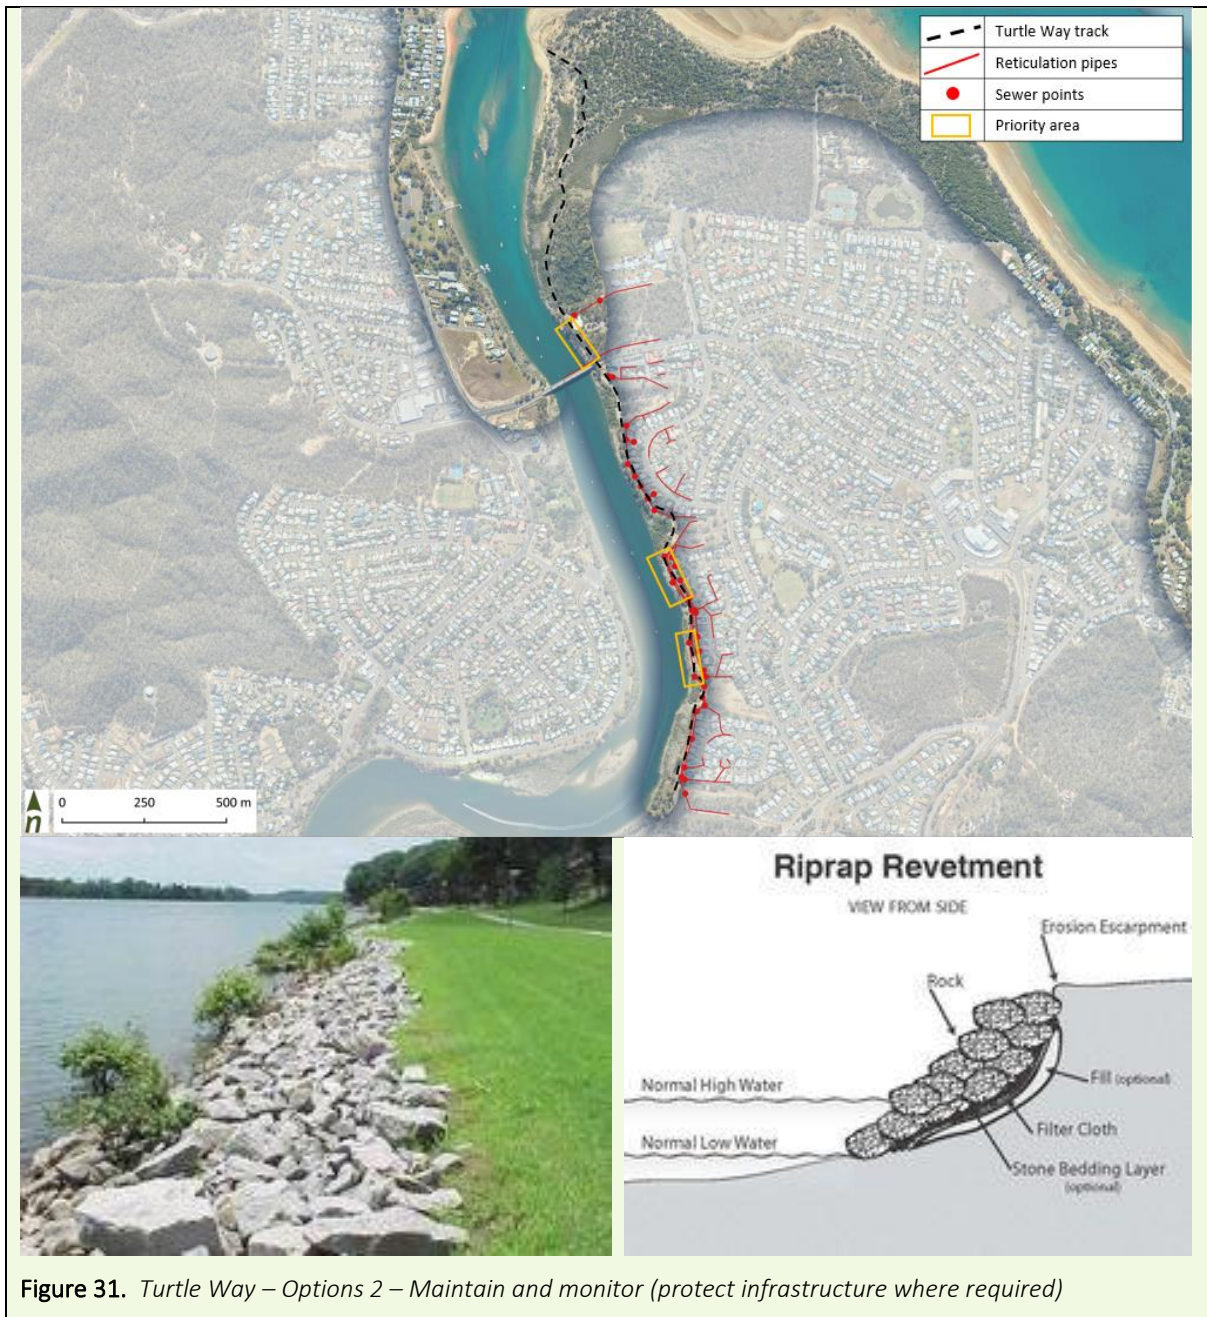 Turtle Way track
Reticulation pipes
Sewer points
Priority area
n
0 250 500 m
Riprap Revetment
VIEW FROM SIDE
Erosion Escarpment
Rock
Normal High Water
Fill (optional)
Filter Cloth
Normal Low Water
Stone Bedding Layer
(optional)
Figure 31. Turtle Way – Options 2 – Maintain and monitor (protect infrastructure where required)